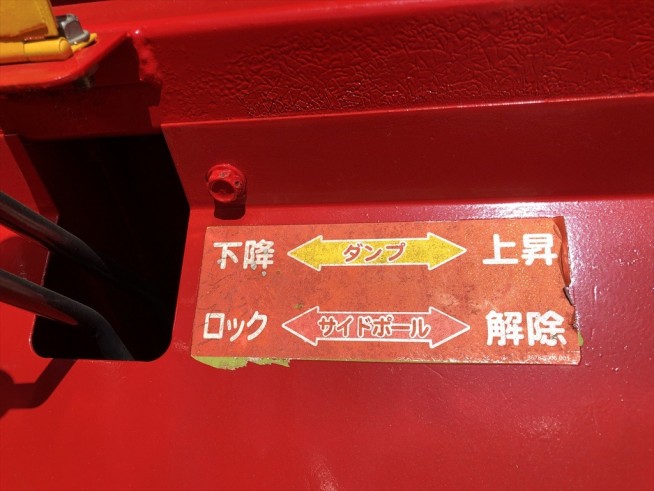 下降 ダンプ 上昇
ロック サイドポール 解除